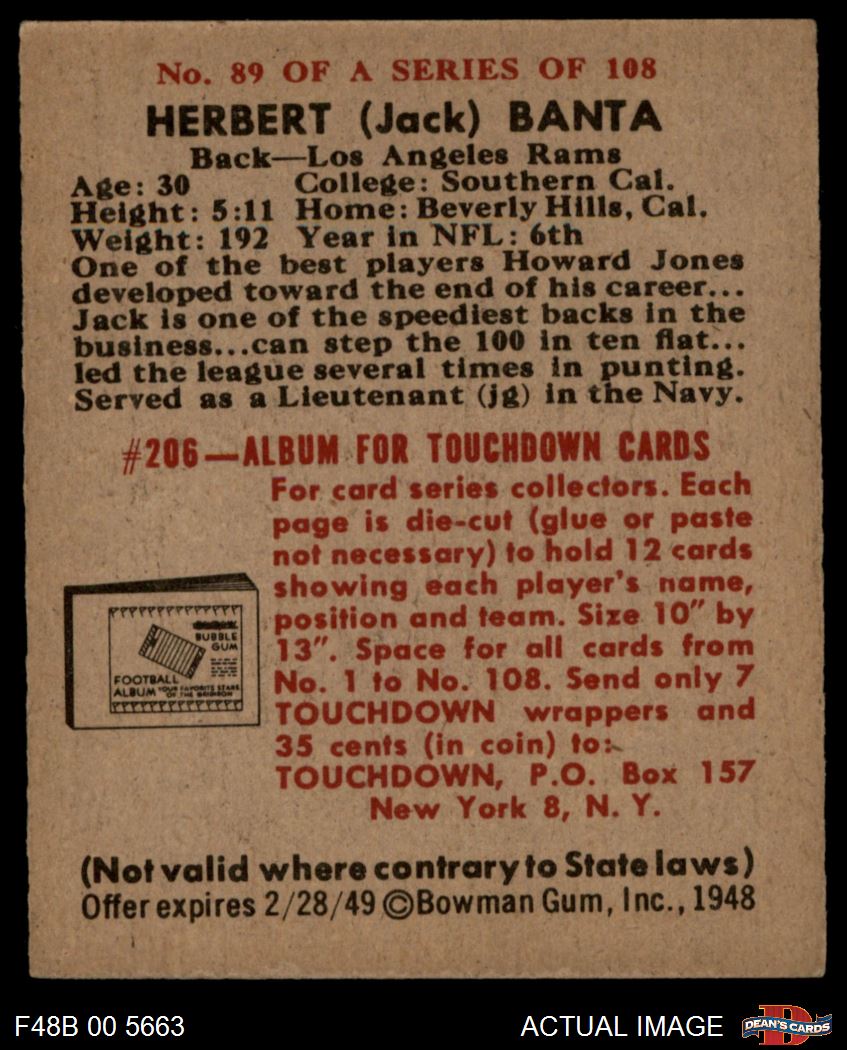 No. 89 OF A SERIES OF 108
HERBERT (Jack) BANTA
Back—Los Angeles Rams
Age: 30 College: Southern Cal.
Height: 5:11 Home: Beverly Hills, Cal.
Weight: 192 Year in NFL: 6th
One of the best players Howard Jones
developed toward the end of his career...
Jack is one of the speediest backs in the
business...can step the 100 in ten flat...
led the league several times in punting.
Served as a Lieutenant (jg) in the Navy.
#206—ALBUM FOR TOUCHDOWN CARDS
For card series collectors. Each
page is die-cut (glue or paste
not necessary) to hold 12 cards
showing each player's name,
position and team. Size 10" by
13". Space for all cards from
No. 1 to No. 108. Send only 7
TOUCHDOWN wrappers and
35 cents (in coin) to:
TOUCHDOWN, P.O. Box 157
New York 8, N. Y.
BUBBLE
GUM
FOOTBALL
ALBUM YOUR FAVORITE STARS
OF THE GRIDIRON
(Not valid where contrary to State laws)
Offer expires 2/28/49 ©Bowman Gum, Inc., 1948
F48B 00 5663
ACTUAL IMAGE
DEAN'S CARDS